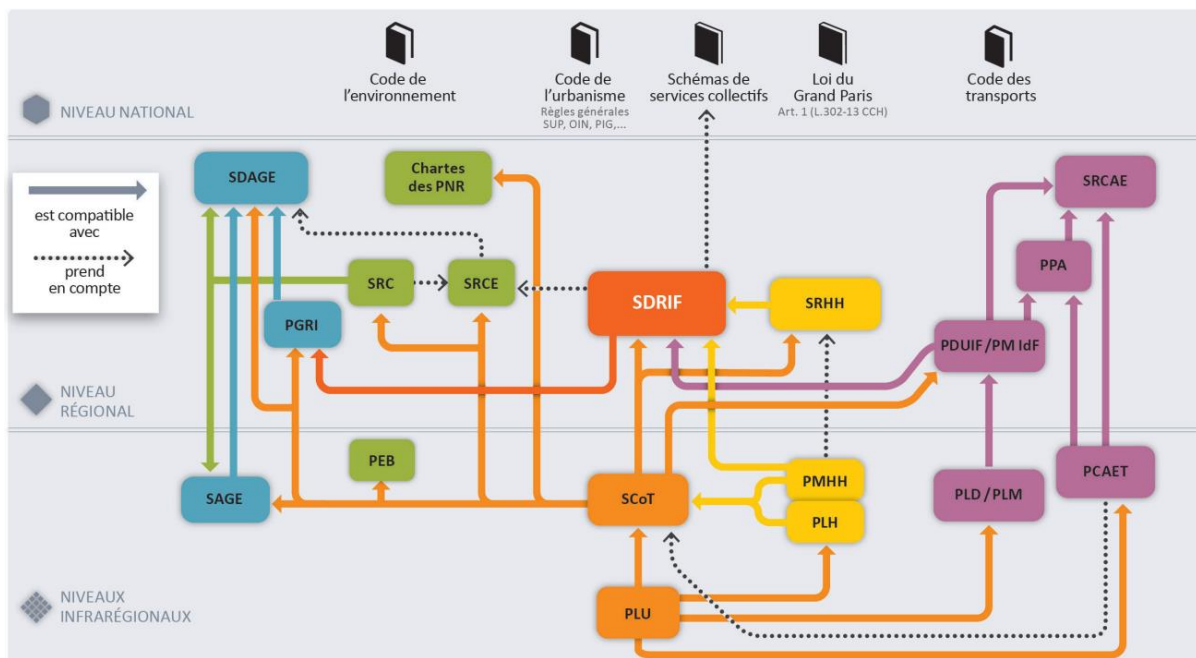 Code de
l'environnement
Code de
l'urbanisme
Règles générales
SUP, OIN, PIG,...
Schémas de
services collectifs
Loi du
Grand Paris
Art. 1 (L.302-13 CCH)
Code des
transports
NIVEAU NATIONAL
SDAGE
Chartes
des PNR
SRCAE
est compatible
avec
prend
en compte
PPA
SRC
SRCE
SDRIF
SRHH
PGRI
PDUIF/PM IdF
NIVEAU
RÉGIONAL
PEB
SAGE
SCoT
PMHH
PLH
PLD/PLM
PCAET
PLU
NIVEAUX
INFRARÉGIONAUX